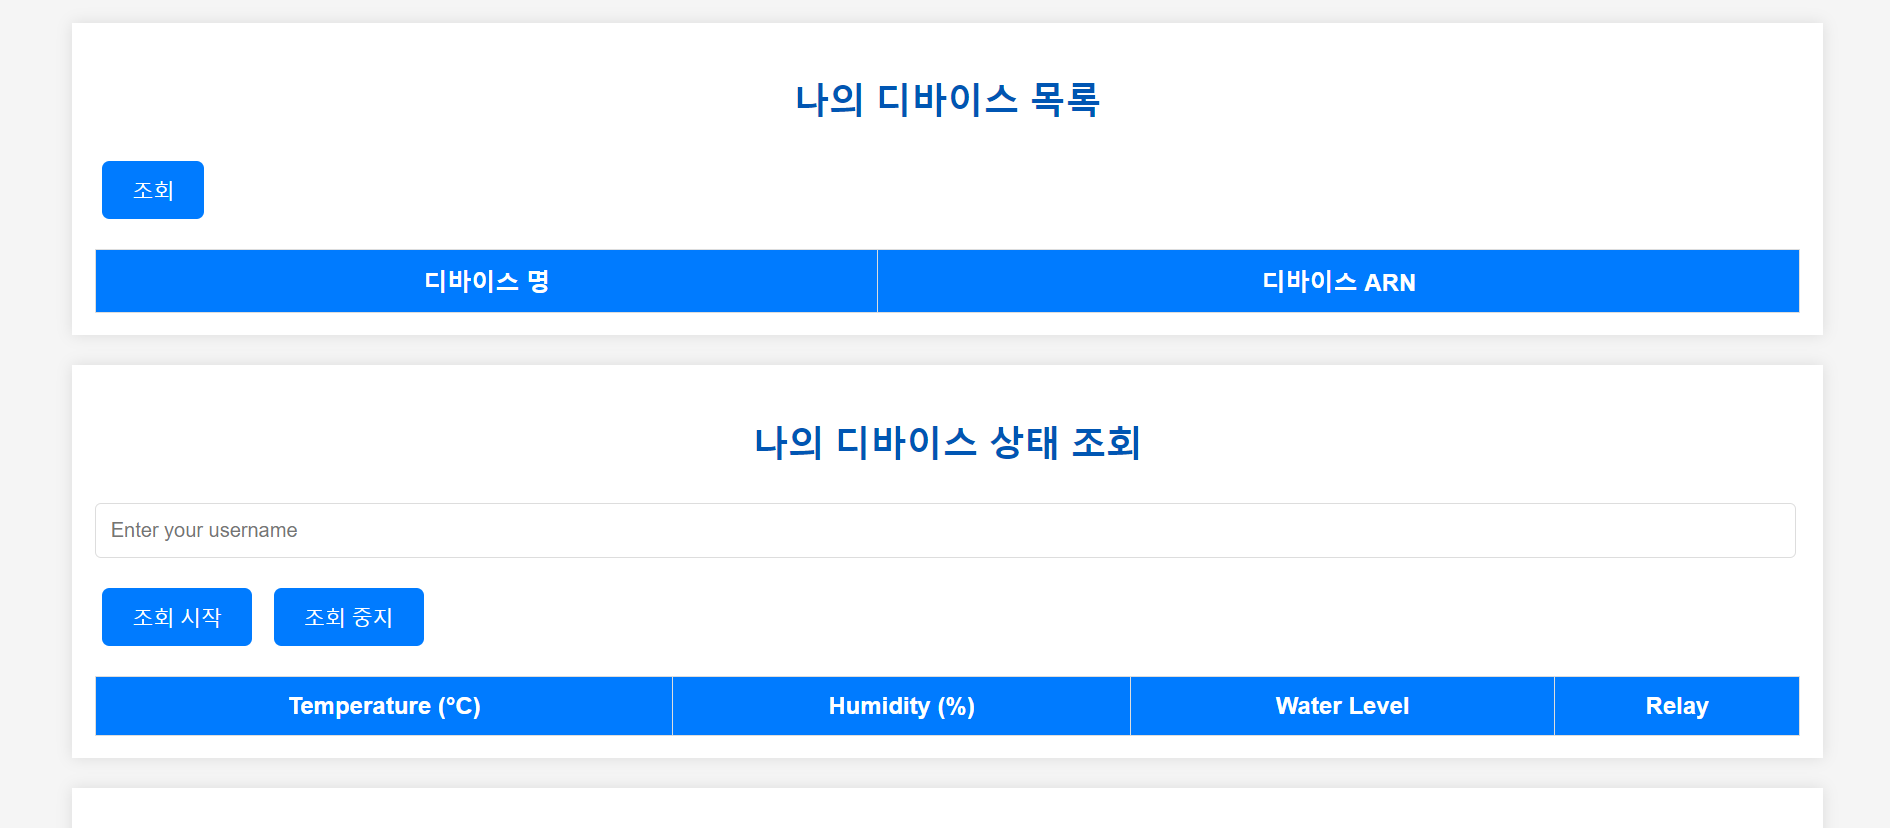 나의 디바이스 목록
조회
디바이스 명 디바이스 ARN
나의 디바이스 상태 조회
Enter your username
조회 시작 조회 중지
Temperature (°C) Humidity (%) Water Level Relay